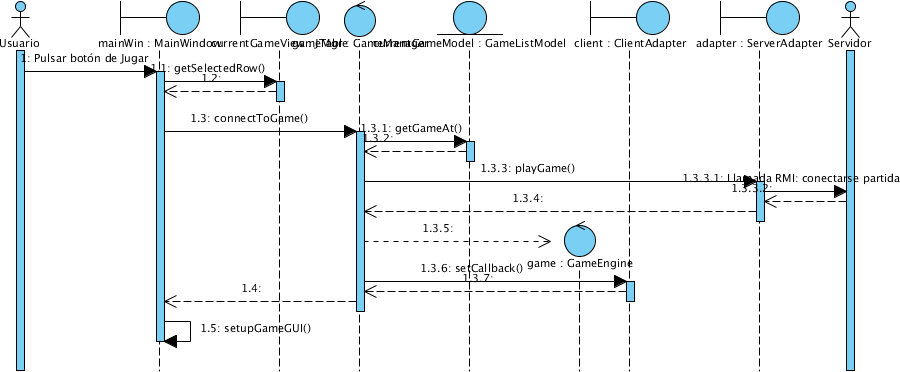 Usuario
mainWin : MainWindow
currentGameView
currentGameModel : GameListModel
client : ClientAdapter
adapter : ServerAdapter
Servidor
1: Pulsar botón de Jugar
1.1: getSelectedRow()
1.2:
1.3: connectToGame()
1.3.1: getGameAt()
1.3.2:
1.3.3: playGame()
1.3.3.1: Llamada RMI: conectarse partida
1.3.3.2:
1.3.4:
1.3.5:
game : GameEngine
1.3.6: setCallback()
1.3.7:
1.4:
1.5: setupGameGUI()